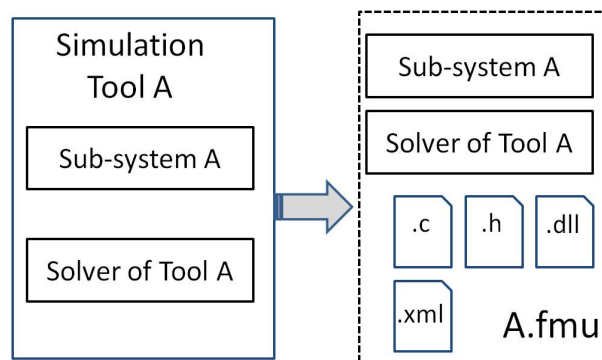 Simulation
Tool A
Sub-system A
Solver of Tool A
Sub-system A
Solver of Tool A
.c
.h
.dll
.xml
A.fmu